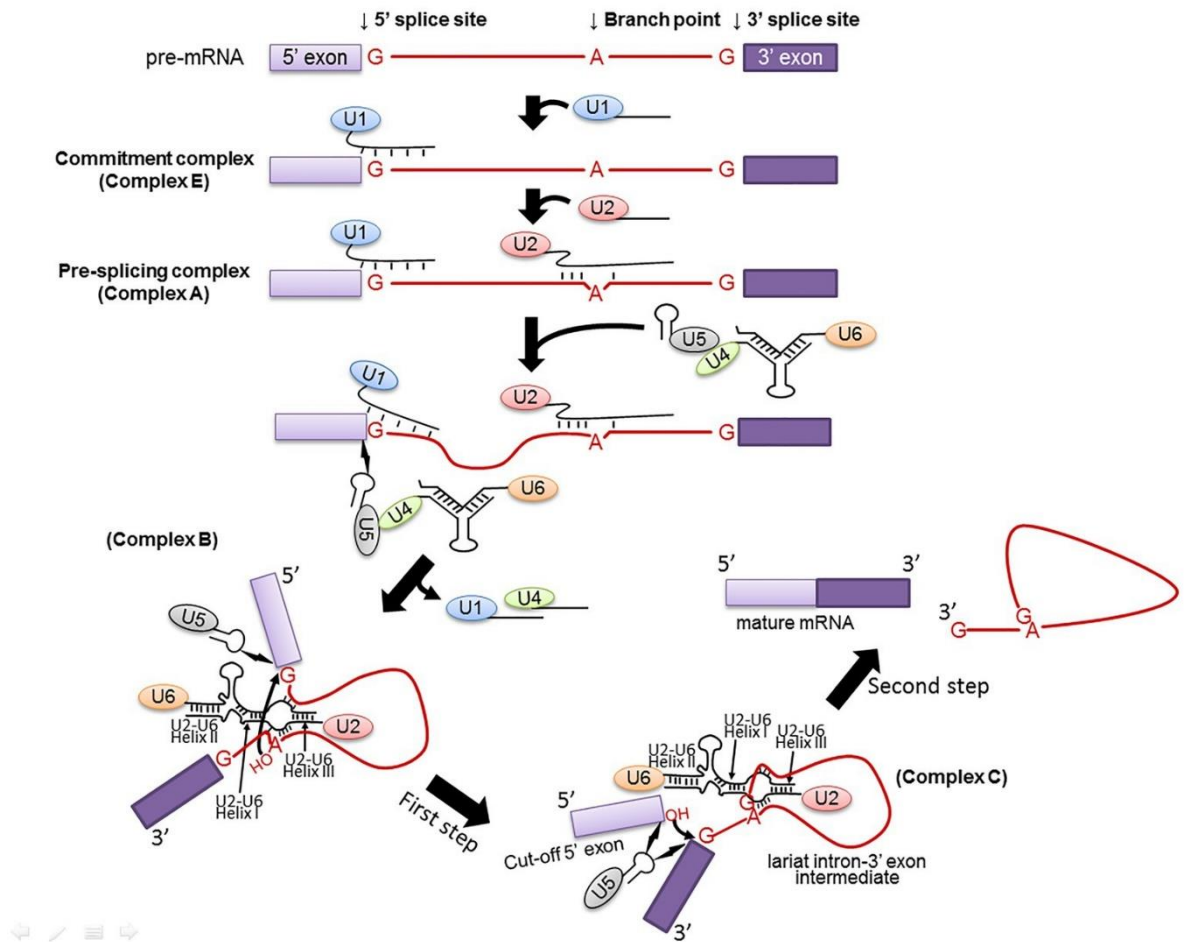 ↓ 5' splice site
↓ Branch point
↓ 3' splice site
pre-mRNA
5' exon
G
A
G
3' exon
U1
U1
Commitment complex
(Complex E)
G
A
G
U2
U1
U2
Pre-splicing complex
(Complex A)
G
A
G
U5
U4
U6
U1
U2
G
A
G
U5
U4
U6
(Complex B)
5'
U1
U4
U5
G
U6
U2-U6
Helix II
U2
G
A
HO
U2-U6
Helix III
U2-U6
Helix I
3'
First step
5'
3'
mature mRNA
3'
G
G
A
Second step
U2-U6
Helix I
U2-U6
Helix II
U2-U6
Helix III
(Complex C)
U6
U2
5'
OH
G
A
G
Cut-off 5' exon
U5
3'
lariat intron-3' exon
intermediate